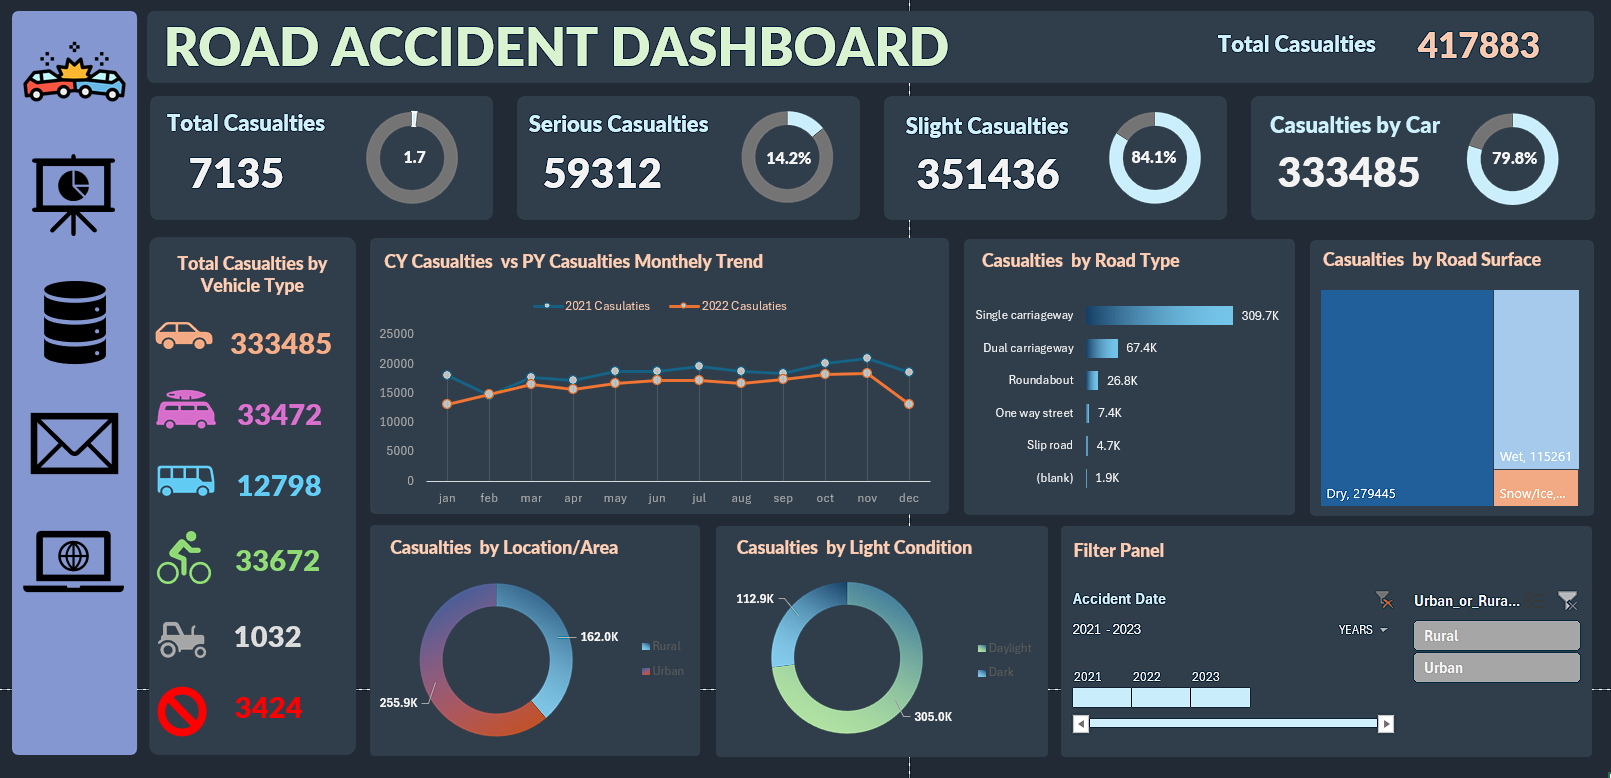 ROAD ACCIDENT DASHBOARD
Total Casualties 417883
Total Casualties
7135
1.7
Serious Casualties
59312
14.2%
Slight Casualties
351436
84.1%
Casualties by Car
333485
79.8%
Total Casualties by
Vehicle Type
333485
33472
12798
33672
1032
3424
CY Casualties vs PY Casualties Monthely Trend
2021 Casulaties 2022 Casulaties
25000
20000
15000
10000
5000
0
jan feb mar apr may jun jul aug sep oct nov dec
Casualties by Road Type
Single carriageway 309.7K
Dual carriageway 67.4K
Roundabout 26.8K
One way street 7.4K
Slip road 4.7K
(blank) 1.9K
Casualties by Road Surface
Dry, 279445
Wet, 115261
Snow/Ice,...
Casualties by Location/Area
162.0K
255.9K
Rural
Urban
Casualties by Light Condition
112.9K
305.0K
Daylight
Dark
Filter Panel
Accident Date
2021 - 2023
YEARS
2021 2022 2023
Urban_or_Rura...
Rural
Urban